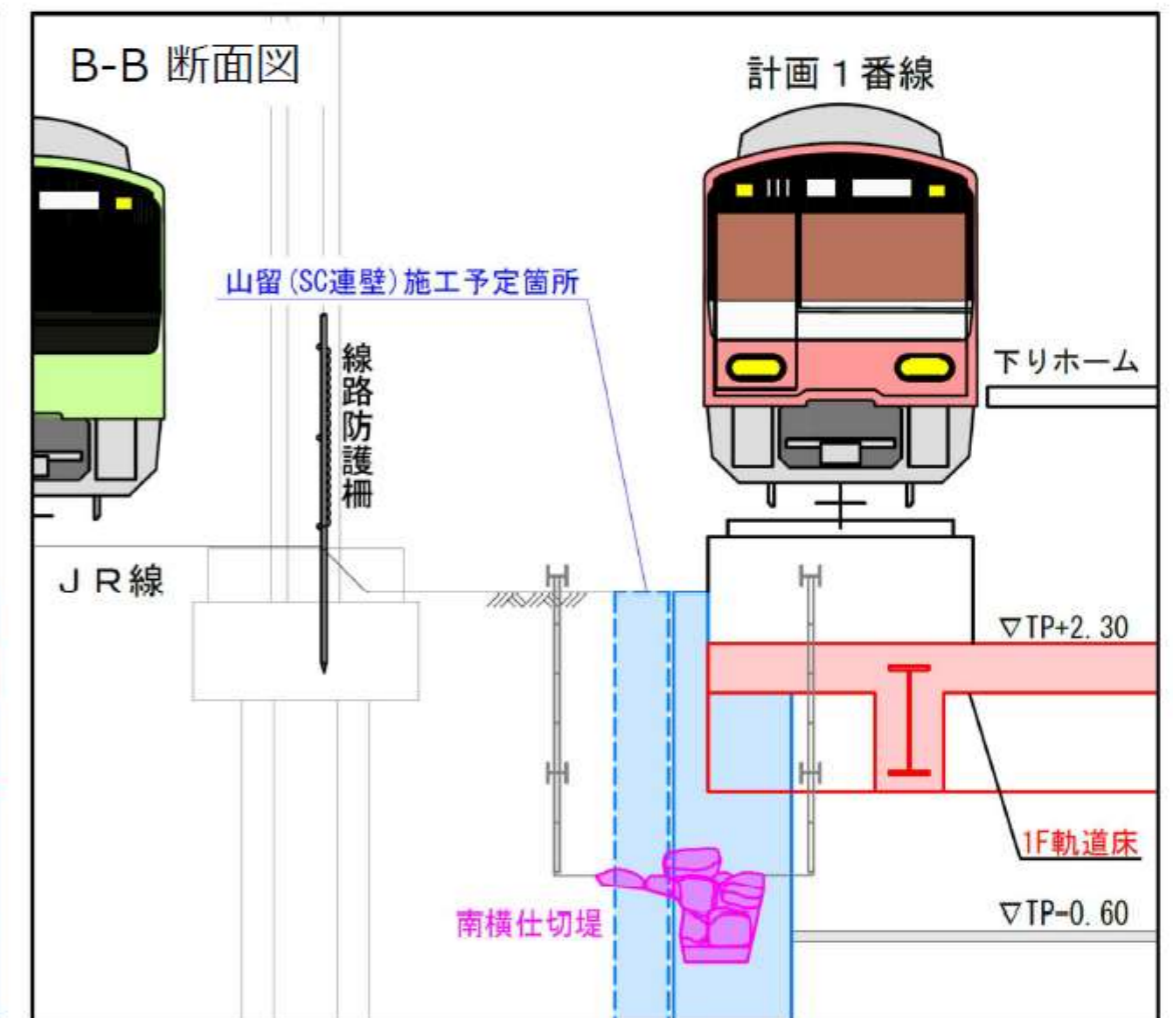 B-B 断面図
計画１番線
山留(SC連壁)施工予定箇所
線路防護柵
下りホーム
ＪＲ線
▽TP+2.30
1F軌道床
南横仕切堤
▽TP-0.60